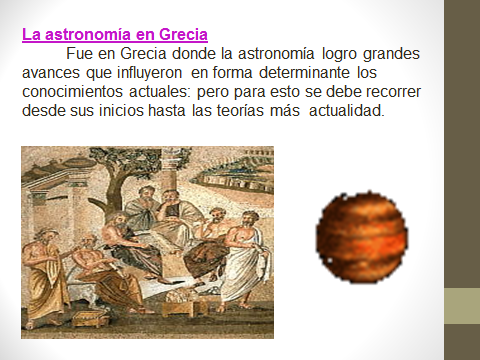 La astronomía en Grecia
Fue en Grecia donde la astronomía logro grandes
avances que influyeron en forma determinante los
conocimientos actuales: pero para esto se debe recorrer
desde sus inicios hasta las teorías más actualidad.